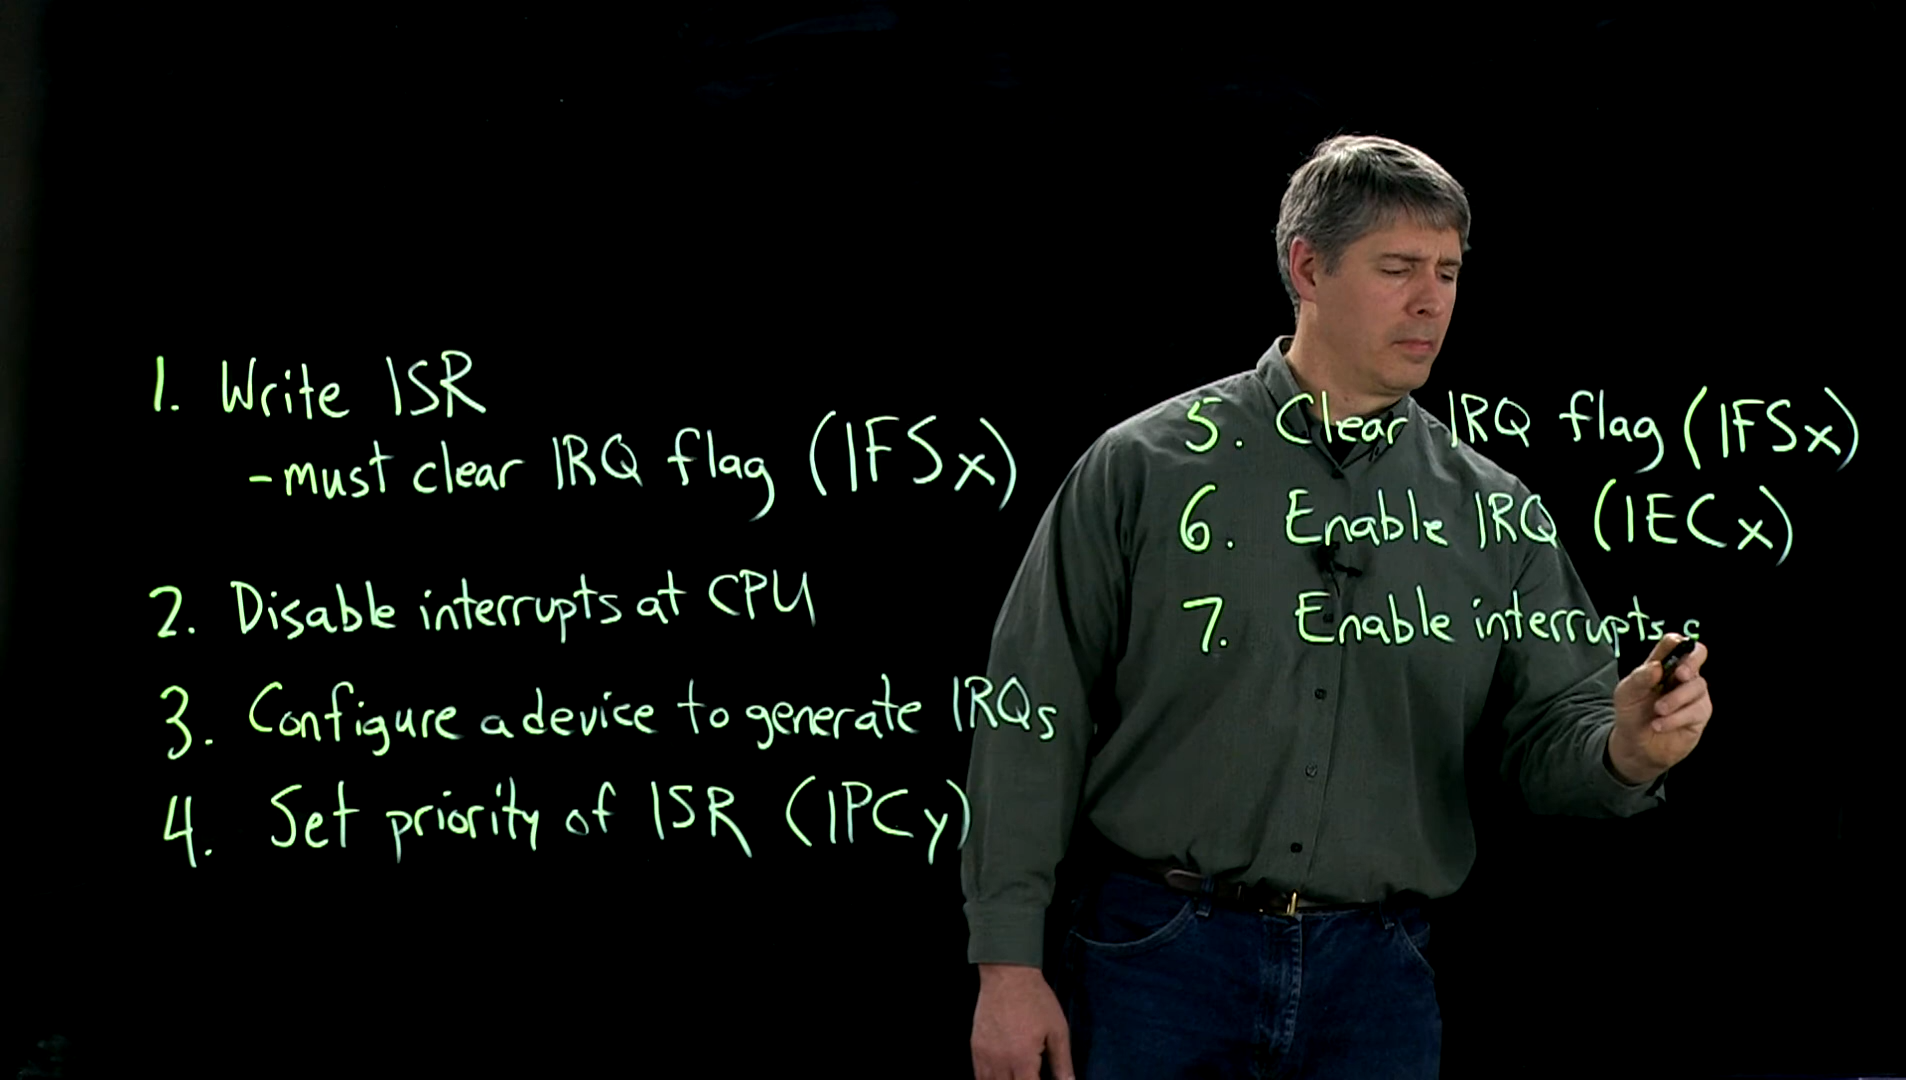 1. Write ISR
-must clear IRQ flag (IFSx)
2. Disable interrupts at CPU
3. Configure a device to generate IRQs
4. Set priority of ISR (IPCy)
5. Clear IRQ flag (IFSx)
6. Enable IRQ (IECx)
7. Enable interrupts